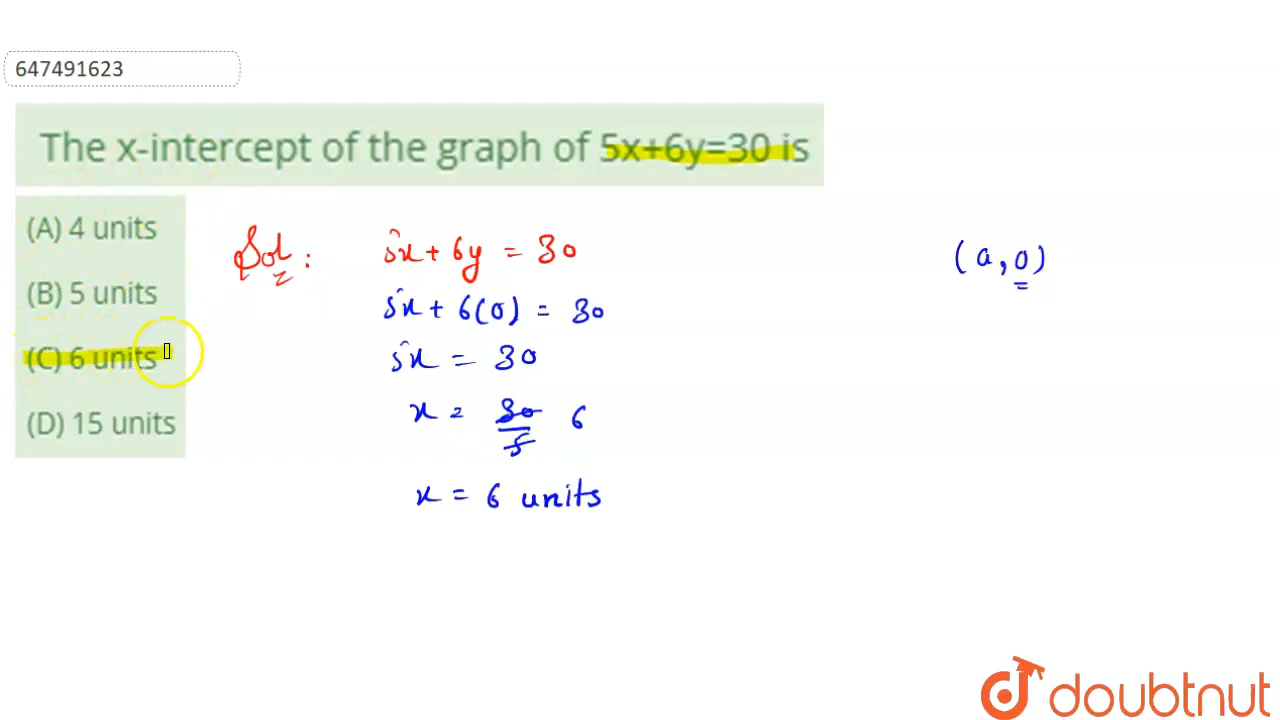 647491623
The x-intercept of the graph of 5x+6y=30 is
(A) 4 units
(B) 5 units
(C) 6 units
(D) 15 units
Sol:
5x + 6y = 30
5x + 6(0) = 30
5x = 30
x = 30/5 6
x = 6 units
(a, 0)
doubtnut